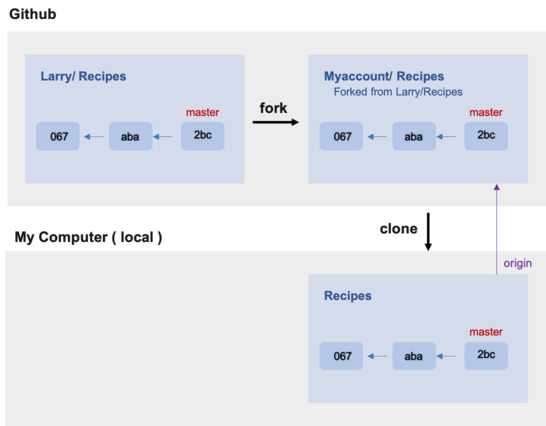 Github
Larry/ Recipes
master
067
aba
2bc
fork
Myaccount/ Recipes
Forked from Larry/Recipes
master
067
aba
2bc
clone
My Computer ( local )
origin
Recipes
master
067
aba
2bc